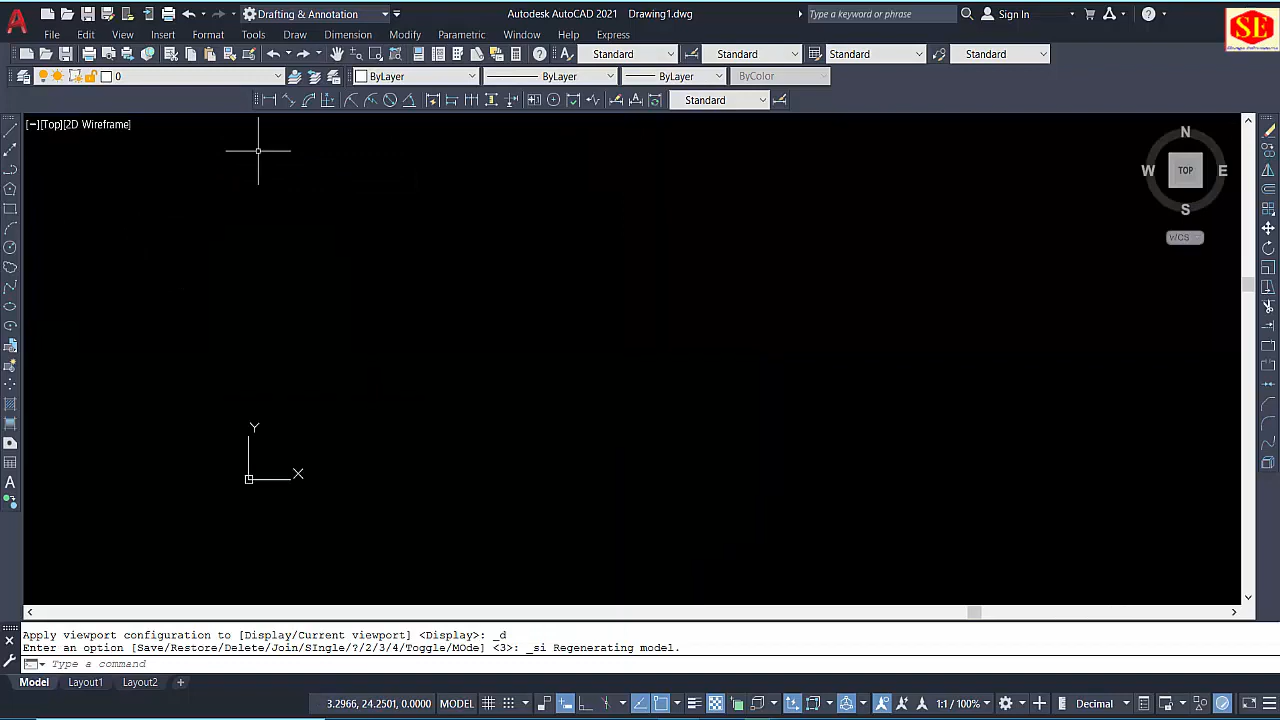 Drafting & Annotation
Autodesk AutoCAD 2021 Drawing1.dwg
Type a keyword or phrase
Sign In
SE
File Edit View Insert Format Tools Draw Dimension Modify Parametric Window Help Express
Standard Standard Standard Standard
0 ByLayer ByLayer ByLayer ByColor
Standard
[−][Top][2D Wireframe]
N
W TOP E
S
Y
X
Apply viewport configuration to [Display/Current viewport] <Display>: _d
Enter an option [Save/Restore/Delete/Join/SIngle/?/2/3/4/Toggle/MOde] <3>: _si Regenerating model.
Type a command
Model Layout1 Layout2 +
3.2966, 24.2501, 0.0000 MODEL 1:1 / 100% Decimal